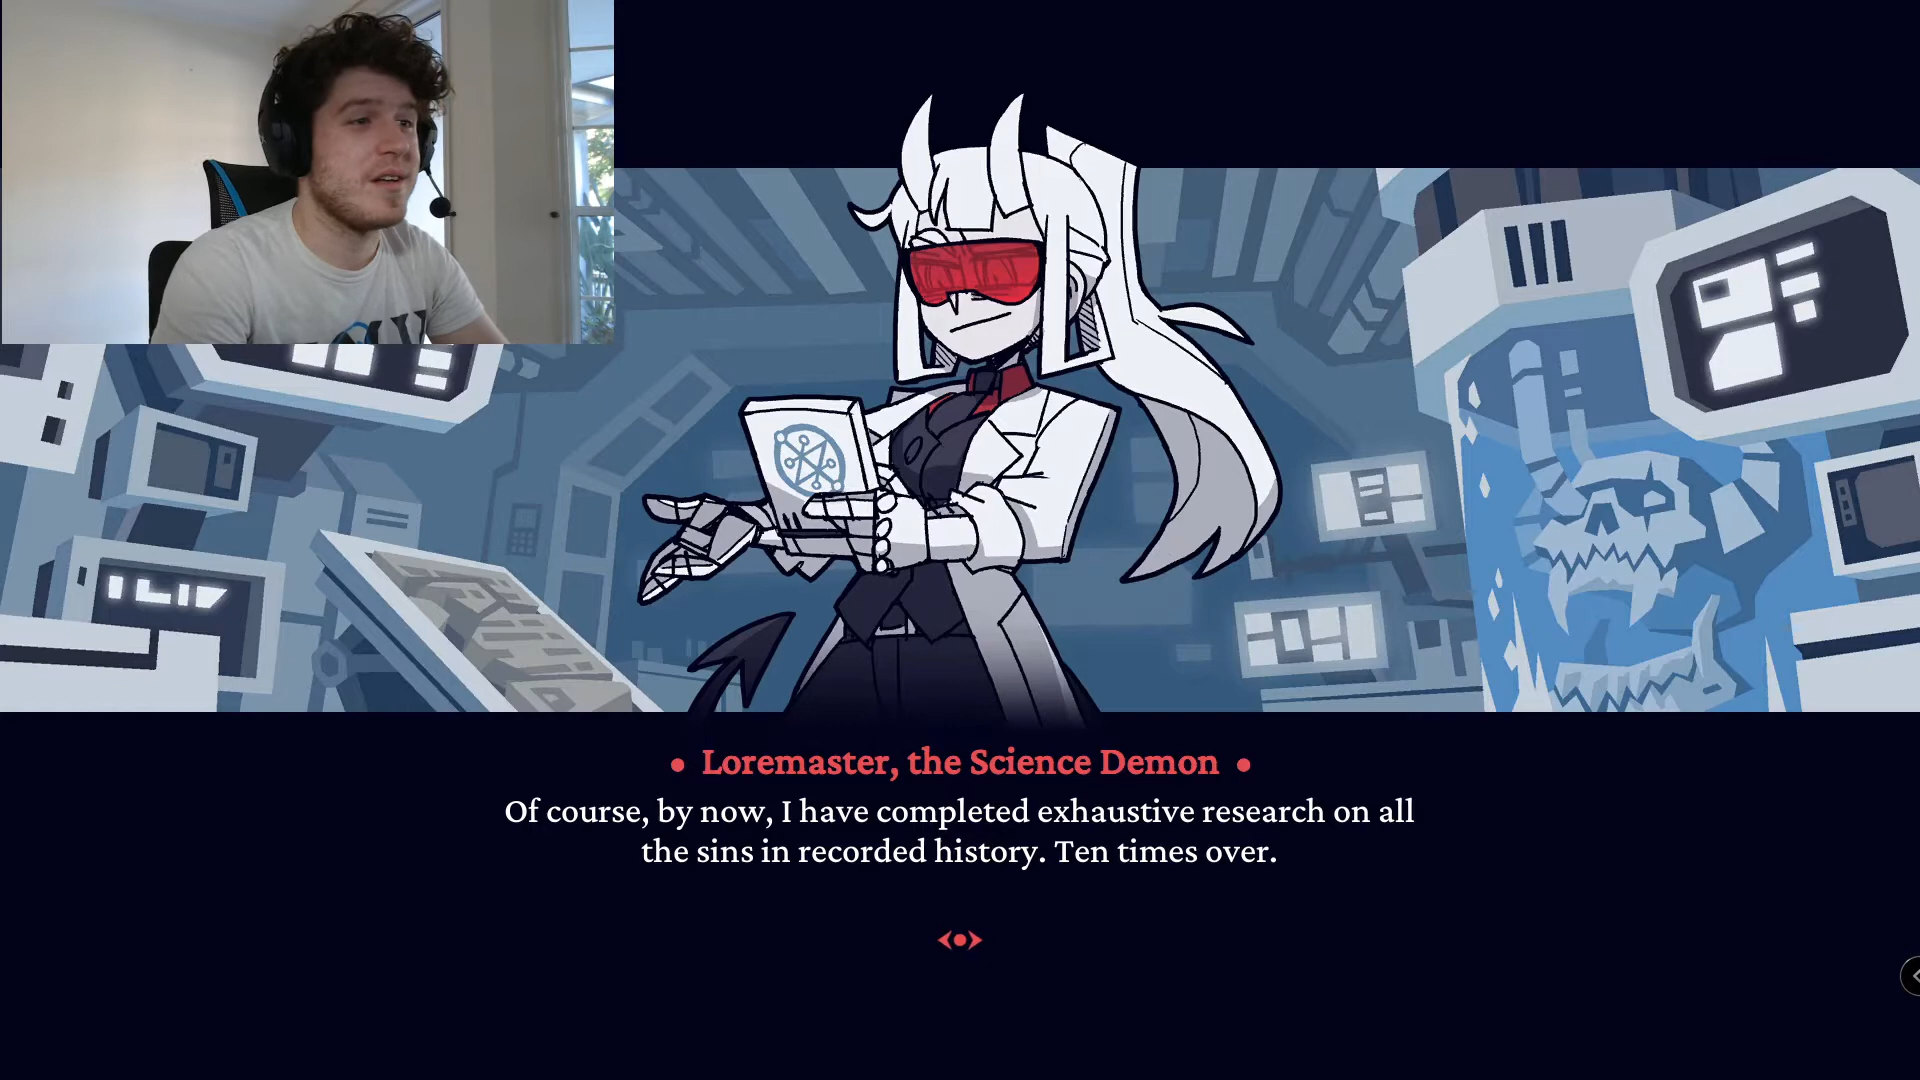 • Loremaster, the Science Demon •
Of course, by now, I have completed exhaustive research on all
the sins in recorded history. Ten times over.